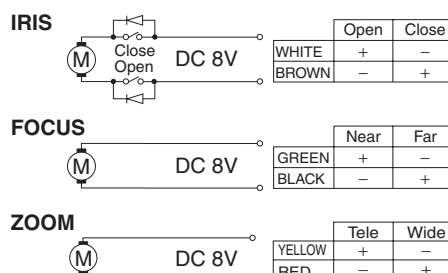 IRIS
Open Close
Close
Open
M
DC 8V
WHITE + −
BROWN − +
FOCUS
Near Far
M
DC 8V
GREEN + −
BLACK − +
ZOOM
Tele Wide
M
DC 8V
YELLOW + −
RED − +